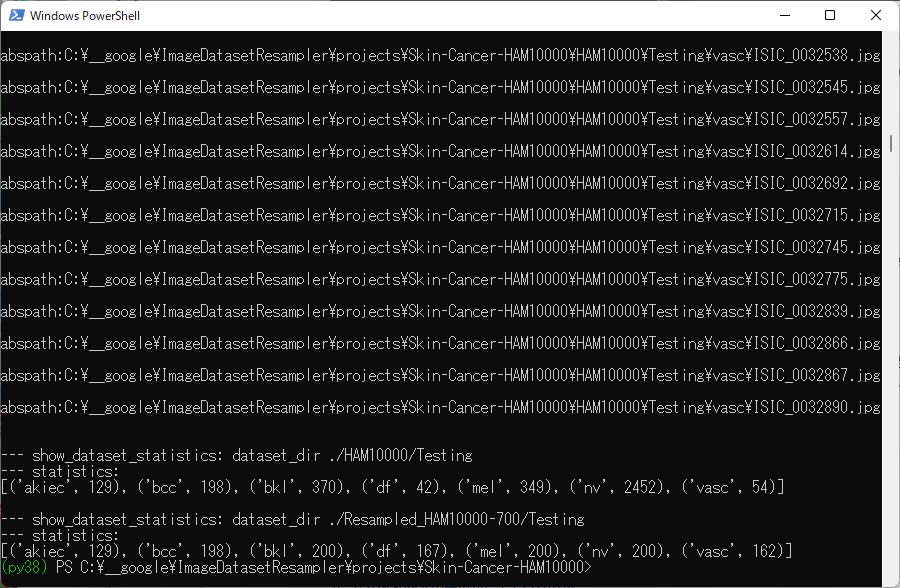 Windows PowerShell
abspath:C:¥__google¥ImageDatasetResampler¥projects¥Skin-Cancer-HAM10000¥HAM10000¥Testing¥vasc¥ISIC_0032538.jpg
abspath:C:¥__google¥ImageDatasetResampler¥projects¥Skin-Cancer-HAM10000¥HAM10000¥Testing¥vasc¥ISIC_0032545.jpg
abspath:C:¥__google¥ImageDatasetResampler¥projects¥Skin-Cancer-HAM10000¥HAM10000¥Testing¥vasc¥ISIC_0032557.jpg
abspath:C:¥__google¥ImageDatasetResampler¥projects¥Skin-Cancer-HAM10000¥HAM10000¥Testing¥vasc¥ISIC_0032614.jpg
abspath:C:¥__google¥ImageDatasetResampler¥projects¥Skin-Cancer-HAM10000¥HAM10000¥Testing¥vasc¥ISIC_0032692.jpg
abspath:C:¥__google¥ImageDatasetResampler¥projects¥Skin-Cancer-HAM10000¥HAM10000¥Testing¥vasc¥ISIC_0032715.jpg
abspath:C:¥__google¥ImageDatasetResampler¥projects¥Skin-Cancer-HAM10000¥HAM10000¥Testing¥vasc¥ISIC_0032745.jpg
abspath:C:¥__google¥ImageDatasetResampler¥projects¥Skin-Cancer-HAM10000¥HAM10000¥Testing¥vasc¥ISIC_0032775.jpg
abspath:C:¥__google¥ImageDatasetResampler¥projects¥Skin-Cancer-HAM10000¥HAM10000¥Testing¥vasc¥ISIC_0032839.jpg
abspath:C:¥__google¥ImageDatasetResampler¥projects¥Skin-Cancer-HAM10000¥HAM10000¥Testing¥vasc¥ISIC_0032866.jpg
abspath:C:¥__google¥ImageDatasetResampler¥projects¥Skin-Cancer-HAM10000¥HAM10000¥Testing¥vasc¥ISIC_0032867.jpg
abspath:C:¥__google¥ImageDatasetResampler¥projects¥Skin-Cancer-HAM10000¥HAM10000¥Testing¥vasc¥ISIC_0032890.jpg
--- show_dataset_statistics: dataset_dir ./HAM10000/Testing
--- statistics:
[('akiec', 129), ('bcc', 198), ('bkl', 370), ('df', 42), ('mel', 349), ('nv', 2452), ('vasc', 54)]
--- show_dataset_statistics: dataset_dir ./Resampled_HAM10000-700/Testing
--- statistics:
[('akiec', 129), ('bcc', 198), ('bkl', 200), ('df', 167), ('mel', 200), ('nv', 200), ('vasc', 162)]
(py38) PS C:¥__google¥ImageDatasetResampler¥projects¥Skin-Cancer-HAM10000>